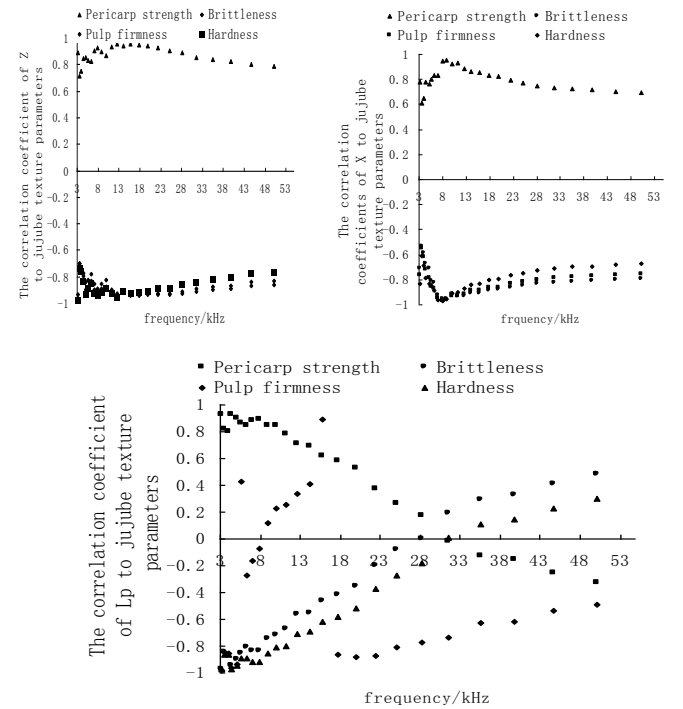 Pericarp strength Brittleness
Pulp firmness Hardness
The correlation coefficient of Z
to jujube texture parameters
1
0.8
0.6
0.4
0.2
0
3 8 13 18 23 28 33 38 43 48 53
-0.2
-0.4
-0.6
-0.8
-1
frequency/kHz
Pericarp strength Brittleness
Pulp firmness Hardness
The correlation
coefficients of X to jujube
texture parameters
1
0.8
0.6
0.4
0.2
0
3 8 13 18 23 28 33 38 43 48 53
-0.2
-0.4
-0.6
-0.8
-1
frequency/kHz
Pericarp strength Brittleness
Pulp firmness Hardness
The correlation coefficient
of Lp to jujube texture
parameters
1
0.8
0.6
0.4
0.2
0
3 8 13 18 23 28 33 38 43 48 53
-0.2
-0.4
-0.6
-0.8
-1
frequency/kHz